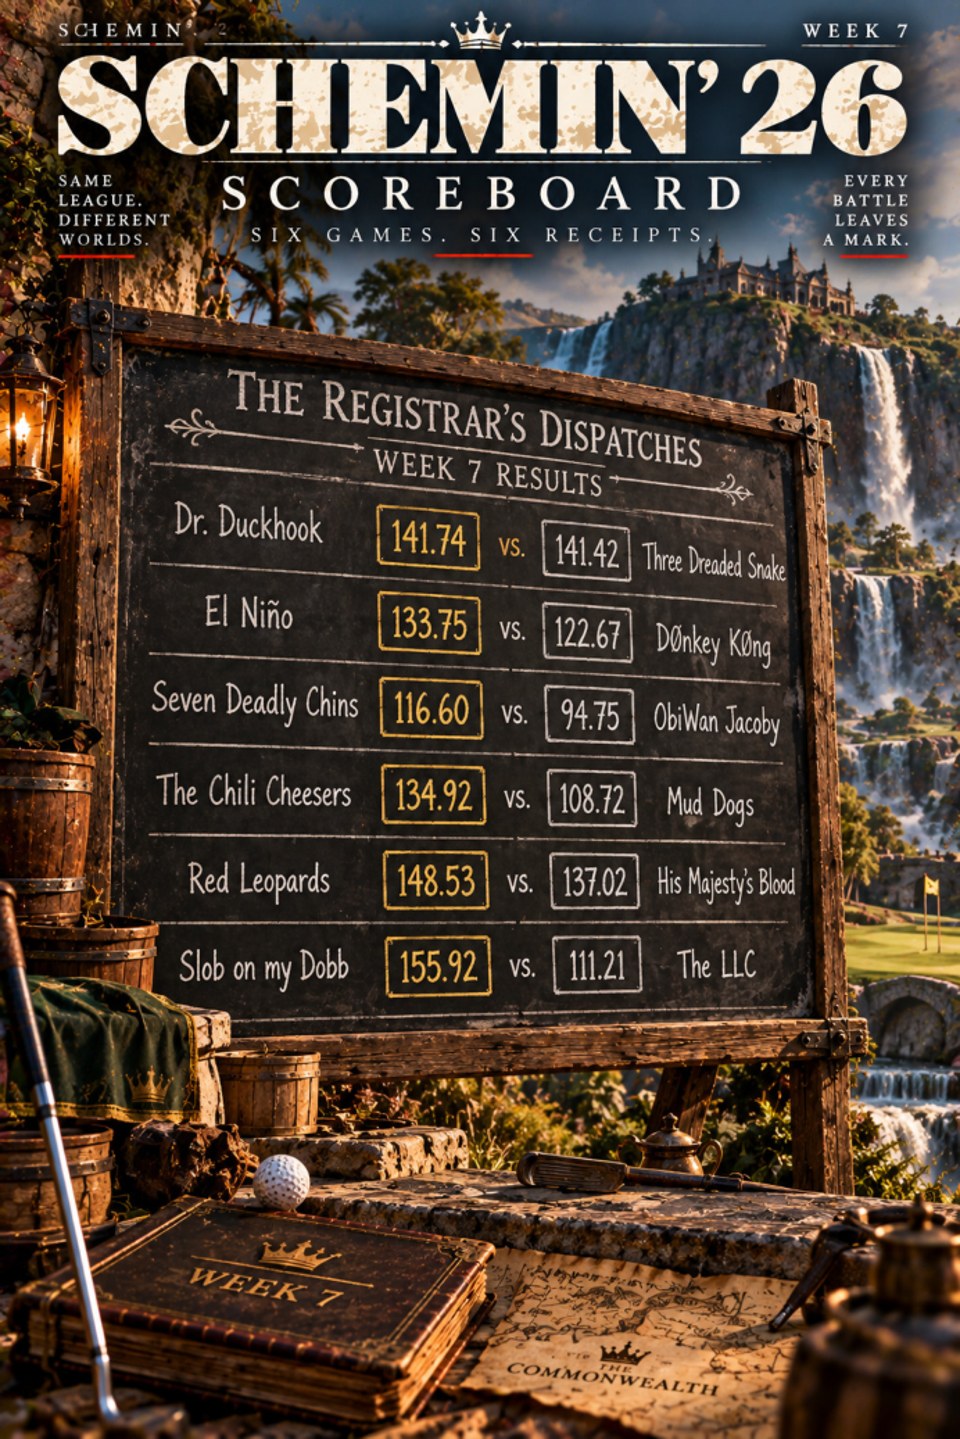 SCHEMIN'. 2
WEEK 7
SCHEMIN' 26
SAME
LEAGUE.
DIFFERENT
WORLDS.
SCOREBOARD
SIX GAMES. SIX RECEIPTS.
EVERY
BATTLE
LEAVES
A MARK.
THE REGISTRAR'S DISPATCHES
WEEK 7 RESULTS
Dr. Duckhook 141.74 vs. 141.42 Three Dreaded Snake
El Niño 133.75 vs. 122.67 DØnkey KØng
Seven Deadly Chins 116.60 vs. 94.75 ObiWan Jacoby
The Chili Cheesers 134.92 vs. 108.72 Mud Dogs
Red Leopards 148.53 vs. 137.02 His Majesty's Blood
Slob on my Dobb 155.92 vs. 111.21 The LLC
WEEK 7
THE
COMMONWEALTH